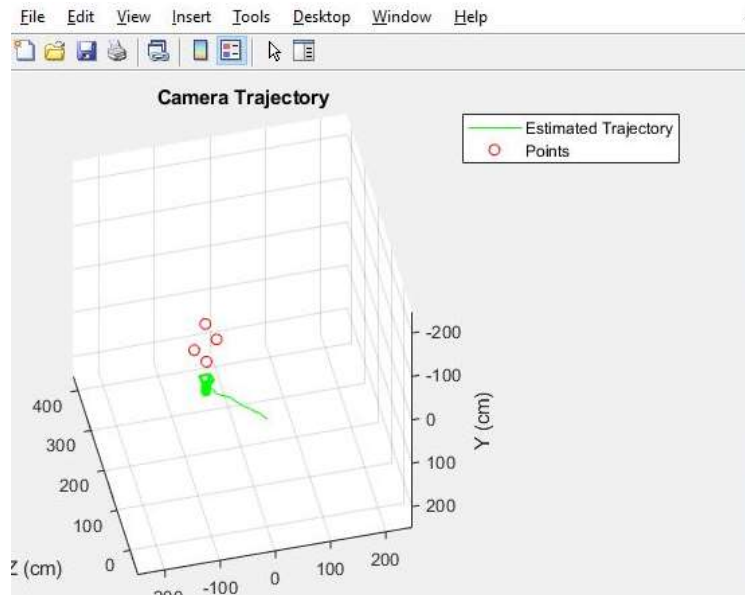 File Edit View Insert Tools Desktop Window Help
Camera Trajectory
Estimated Trajectory
Points
-200
-100
0
100
200
Y (cm)
400
300
200
100
0
Z (cm)
-100
0
100
200